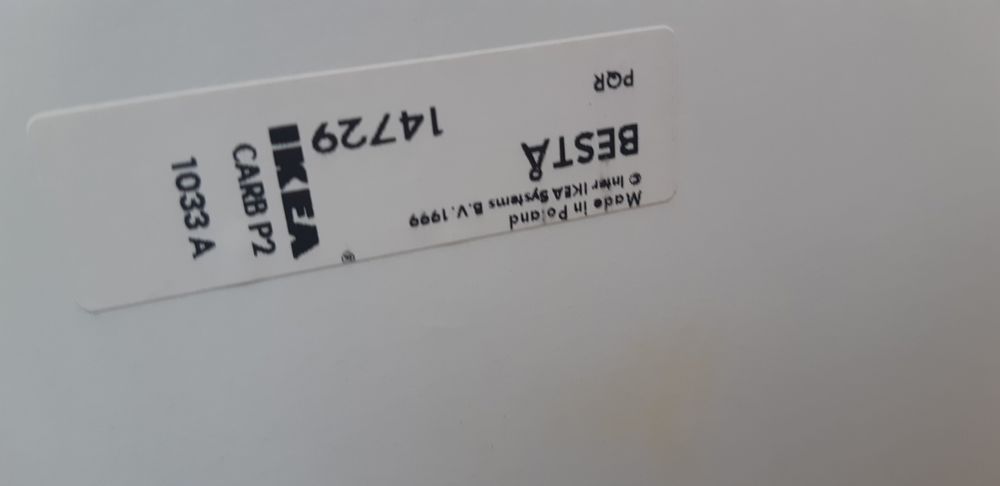 Made in Poland
© Inter IKEA Systems B.V. 1999
BESTÅ
14729
PQR
®
IKEA
CARB P2
1033 A